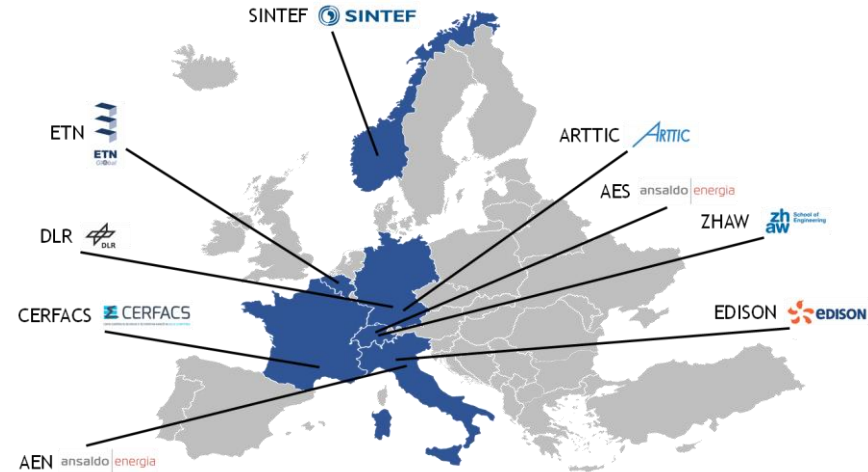 SINTEF SINTEF
ETN
ETN
Global
ARTTIC ARTTIC
AES ansaldo energia
ZHAW zh aw School of Engineering
DLR DLR
CERFACS CERFACS
EDISON EDISON
AEN ansaldo energia